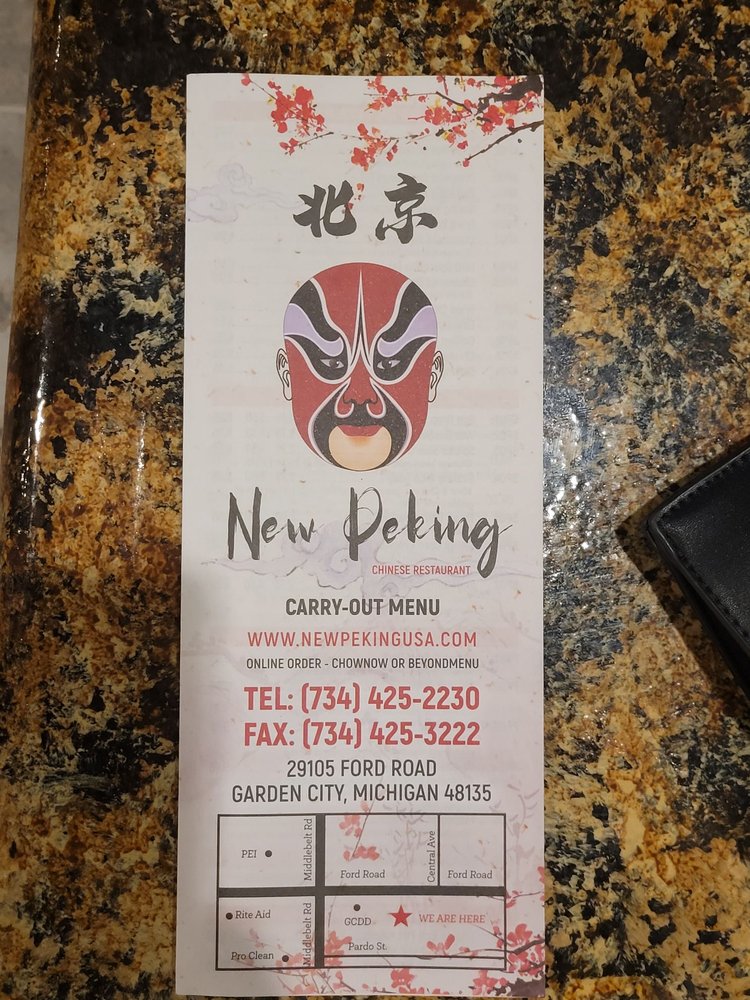 北京
New Peking
CHINESE RESTAURANT
CARRY-OUT MENU
WWW.NEWPEKINGUSA.COM
ONLINE ORDER - CHOWNOW OR BEYONDMENU
TEL: (734) 425-2230
FAX: (734) 425-3222
29105 FORD ROAD
GARDEN CITY, MICHIGAN 48135
PEI
Middlebelt Rd
Ford Road
Central Ave
Ford Road
Rite Aid
Middlebelt Rd
GCDD
WE ARE HERE
Pro Clean
Pardo St.